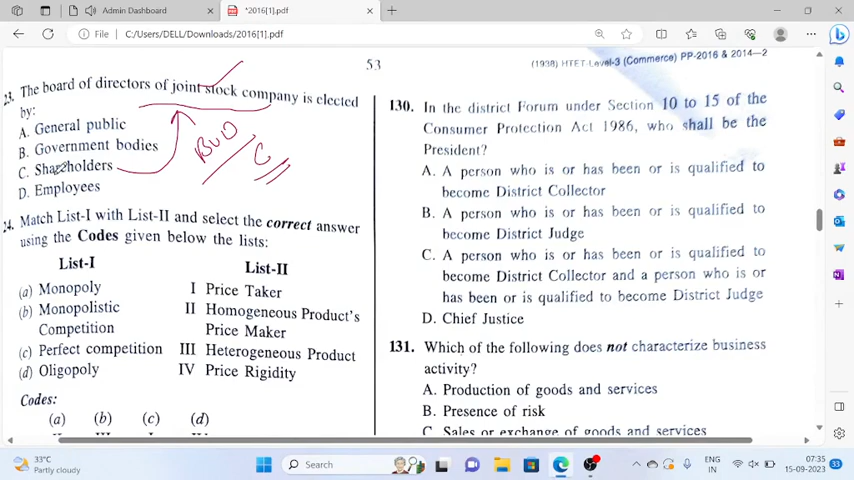 Admin Dashboard
*2016[1].pdf
File
C:/Users/DELL/Downloads/2016[1].pdf
53
(1938) HTET-Level-3 (Commerce) PP-2016 & 2014—2
23. The board of directors of joint stock company is elected
by:
A. General public
B. Government bodies
C. Shareholders
D. Employees
BOD
C
24. Match List-I with List-II and select the correct answer
using the Codes given below the lists:
List-I List-II
(a) Monopoly I Price Taker
(b) Monopolistic II Homogeneous Product's
Competition Price Maker
(c) Perfect competition III Heterogeneous Product
(d) Oligopoly IV Price Rigidity
Codes:
(a) (b) (c) (d)
130. In the district Forum under Section 10 to 15 of the
Consumer Protection Act 1986, who shall be the
President?
A. A person who is or has been or is qualified to
become District Collector
B. A person who is or has been or is qualified to
become District Judge
C. A person who is or has been or is qualified to
become District Collector and a person who is or
has been or is qualified to become District Judge
D. Chief Justice
131. Which of the following does not characterize business
activity?
A. Production of goods and services
B. Presence of risk
C. Sales or exchange of goods and services
33°C
Partly cloudy
Search
ENG
IN
07:35
15-09-2023
33